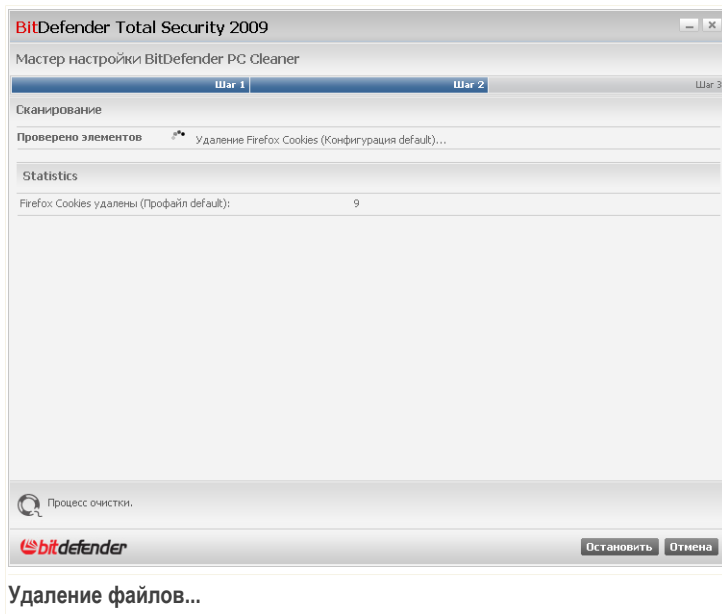 BitDefender Total Security 2009
Мастер настройки BitDefender PC Cleaner
Шаг 1 Шаг 2 Шаг 3
Сканирование
Проверено элементов Удаление Firefox Cookies (Конфигурация default)...
Statistics
Firefox Cookies удалены (Профайл default): 9
Процесс очистки.
bitdefender Остановить Отмена
Удаление файлов...